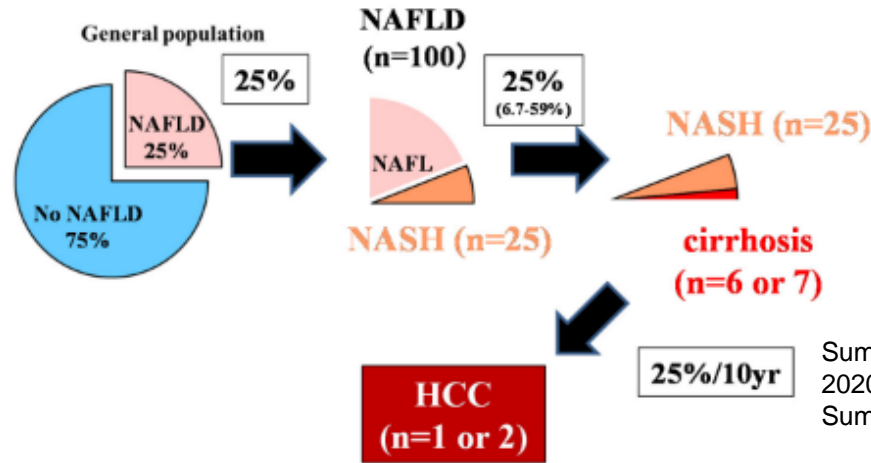 General population
25%
NAFLD
25%
No NAFLD
75%
NAFLD
(n=100)
25%
(6.7-59%)
NAFL
NASH (n=25)
NASH (n=25)
cirrhosis
(n=6 or 7)
25%/10yr
HCC
(n=1 or 2)
Sum
2020
Sum